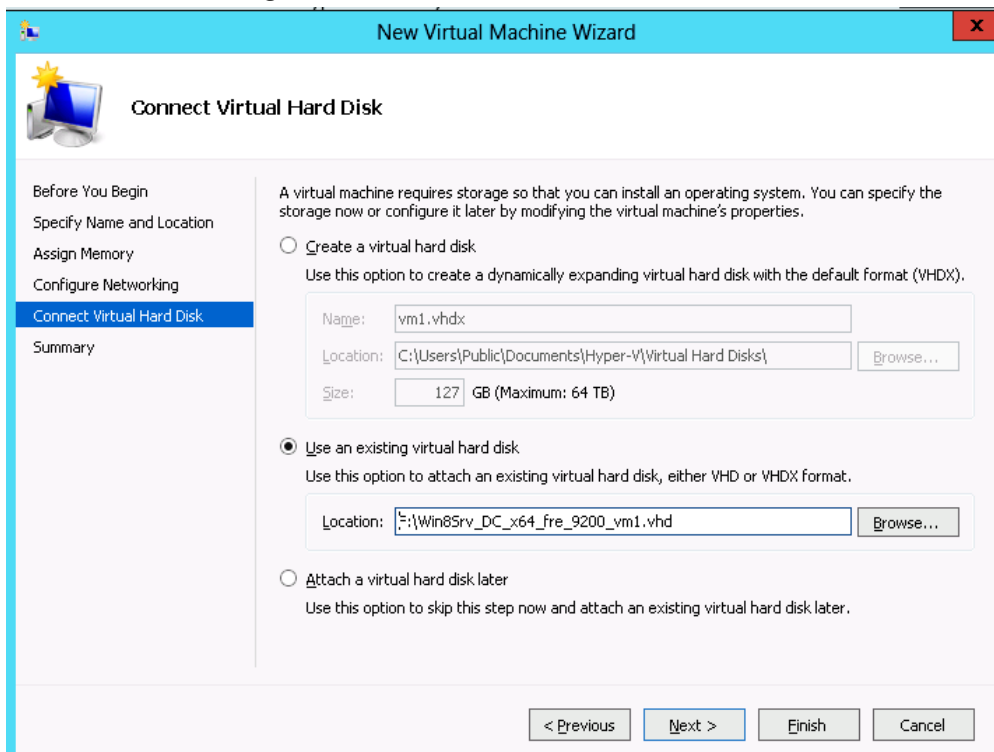 New Virtual Machine Wizard
x
Connect Virtual Hard Disk
Before You Begin
Specify Name and Location
Assign Memory
Configure Networking
Connect Virtual Hard Disk
Summary
A virtual machine requires storage so that you can install an operating system. You can specify the
storage now or configure it later by modifying the virtual machine's properties.
Create a virtual hard disk
Use this option to create a dynamically expanding virtual hard disk with the default format (VHDX).
Name: vm1.vhdx
Location: C:\Users\Public\Documents\Hyper-V\Virtual Hard Disks\ Browse...
Size: 127 GB (Maximum: 64 TB)
Use an existing virtual hard disk
Use this option to attach an existing virtual hard disk, either VHD or VHDX format.
Location: :\Win8Srv_DC_x64_fre_9200_vm1.vhd Browse...
Attach a virtual hard disk later
Use this option to skip this step now and attach an existing virtual hard disk later.
< Previous Next > Finish Cancel